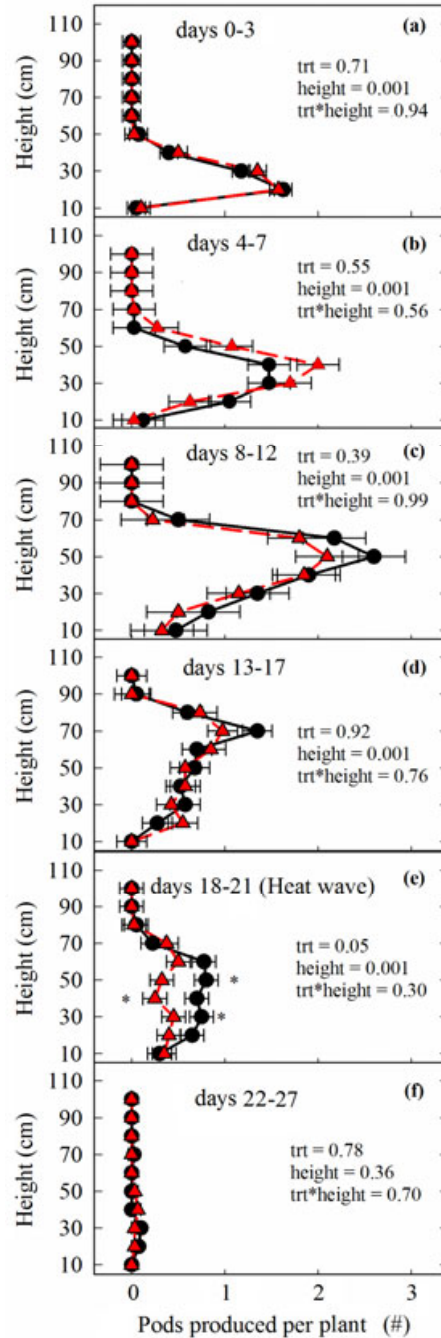 days 0-3 (a)
trt = 0.71
height = 0.001
trt*height = 0.94
Height (cm)
110
90
70
50
30
10
days 4-7 (b)
trt = 0.55
height = 0.001
trt*height = 0.56
Height (cm)
110
90
70
50
30
10
days 8-12 (c)
trt = 0.39
height = 0.001
trt*height = 0.99
Height (cm)
110
90
70
50
30
10
days 13-17 (d)
trt = 0.92
height = 0.001
trt*height = 0.76
Height (cm)
110
90
70
50
30
10
days 18-21 (Heat wave) (e)
trt = 0.05
height = 0.001
trt*height = 0.30
Height (cm)
110
90
70
50
30
10
*
*
*
days 22-27 (f)
trt = 0.78
height = 0.36
trt*height = 0.70
Height (cm)
110
90
70
50
30
10
0 1 2 3
Pods produced per plant (#)